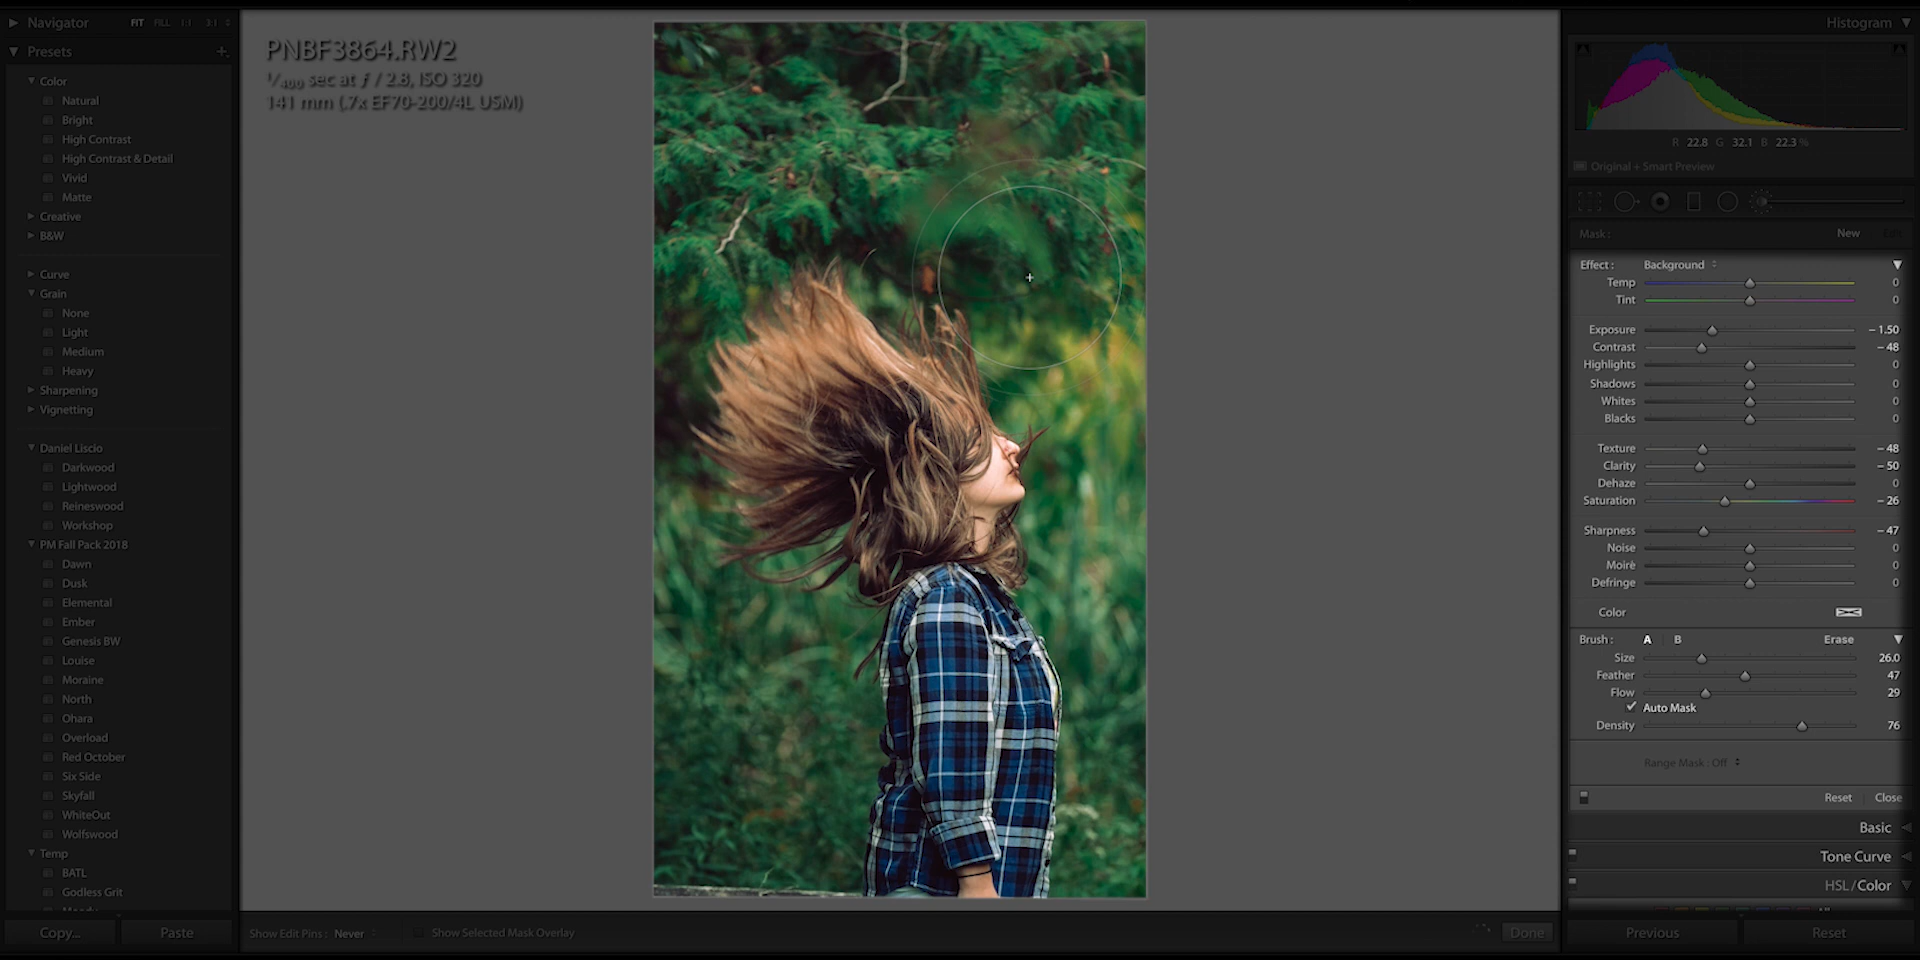 Navigator FIT FILL 1:1 3:1
Presets +
Color
Natural
Bright
High Contrast
High Contrast & Detail
Vivid
Matte
Creative
B&W
Curve
Grain
None
Light
Medium
Heavy
Sharpening
Vignetting
Daniel Liscio
Darkwood
Lightwood
Reineswood
Workshop
PM Fall Pack 2018
Dawn
Dusk
Elemental
Ember
Genesis BW
Louise
Moraine
North
Ohara
Overload
Red October
Six Side
Skyfall
WhiteOut
Wolfswood
Temp
BATL
Godless Grit
Moody
Copy... Paste
PNBF3864.RW2
1/400 sec at ƒ / 2.8, ISO 320
141 mm (.7x EF70-200/4L USM)
Show Edit Pins : Never Show Selected Mask Overlay Done
Histogram
R 22.8 G 32.1 B 22.3 %
Original + Smart Preview
Mask : New Edit
Effect : Background
Temp 0
Tint 0
Exposure – 1.50
Contrast – 48
Highlights 0
Shadows 0
Whites 0
Blacks 0
Texture – 48
Clarity – 50
Dehaze 0
Saturation – 26
Sharpness – 47
Noise 0
Moiré 0
Defringe 0
Color
Brush : A B Erase
Size 26.0
Feather 47
Flow 29
Auto Mask
Density 76
Range Mask : Off
Reset Close
Basic
Tone Curve
HSL / Color
All
Previous Reset